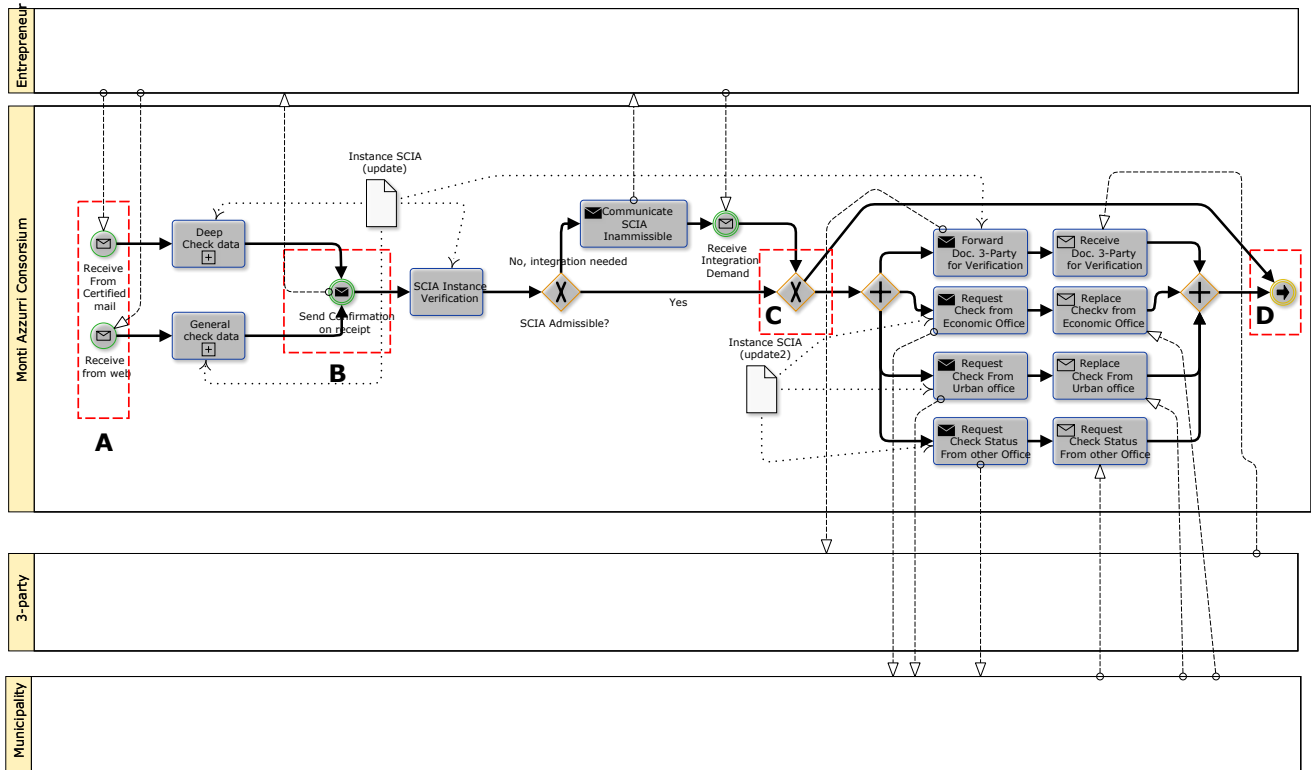 Entrepreneur
Monti Azzurri Consorsium
Instance SCIA
(update)
Deep
Check data
Receive
From
Certified
mail
General
check data
Receive
from web
A
Send Confirmation
on receipt
B
SCIA Instance
Verification
No, integration needed
SCIA Admissible?
Yes
Communicate
SCIA
Inammissible
Receive
Integration
Demand
C
Instance SCIA
(update2)
Forward
Doc. 3-Party
for Verification
Receive
Doc. 3-Party
for Verification
Request
Check from
Economic Office
Replace
Checkv from
Economic Office
Request
Check From
Urban office
Replace
Check From
Urban office
Request
Check Status
From other Office
Request
Check Status
From other Office
D
3-party
Municipality